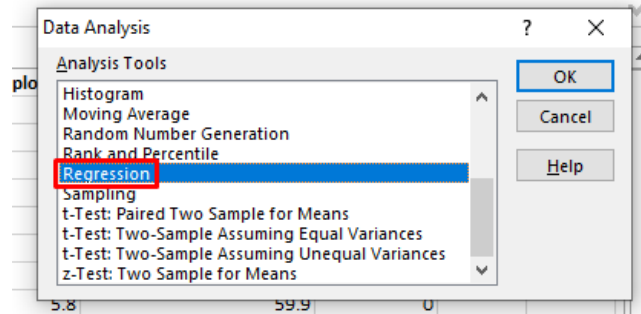 Data Analysis ? ×
Analysis Tools
plo
Histogram
Moving Average
Random Number Generation
Rank and Percentile
Regression
Sampling
t-Test: Paired Two Sample for Means
t-Test: Two-Sample Assuming Equal Variances
t-Test: Two-Sample Assuming Unequal Variances
z-Test: Two Sample for Means
OK
Cancel
Help
5.8 59.9 0